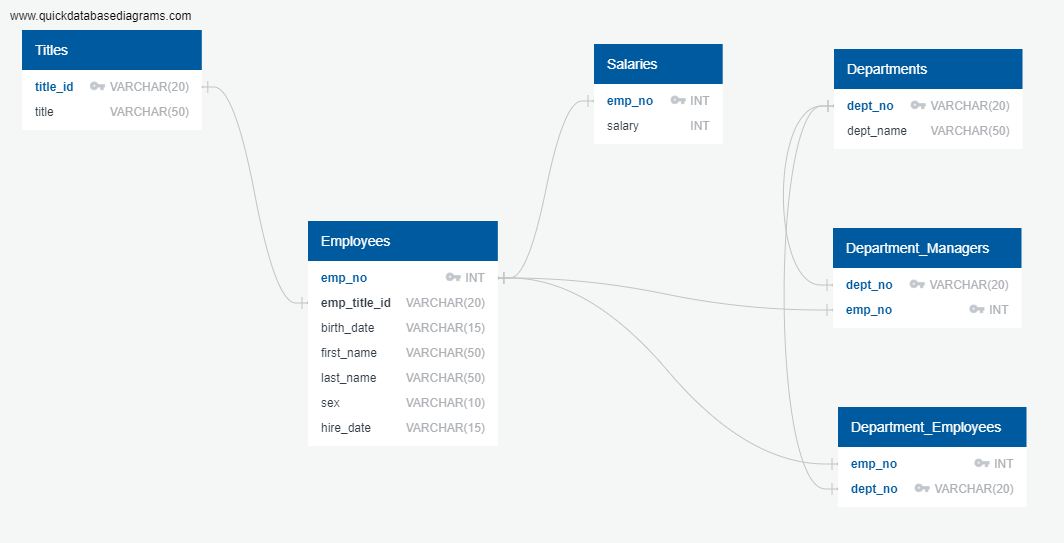 www.quickdatabasediagrams.com
Titles
title_id VARCHAR(20)
title VARCHAR(50)
Salaries
emp_no INT
salary INT
Departments
dept_no VARCHAR(20)
dept_name VARCHAR(50)
Employees
emp_no INT
emp_title_id VARCHAR(20)
birth_date VARCHAR(15)
first_name VARCHAR(50)
last_name VARCHAR(50)
sex VARCHAR(10)
hire_date VARCHAR(15)
Department_Managers
dept_no VARCHAR(20)
emp_no INT
Department_Employees
emp_no INT
dept_no VARCHAR(20)